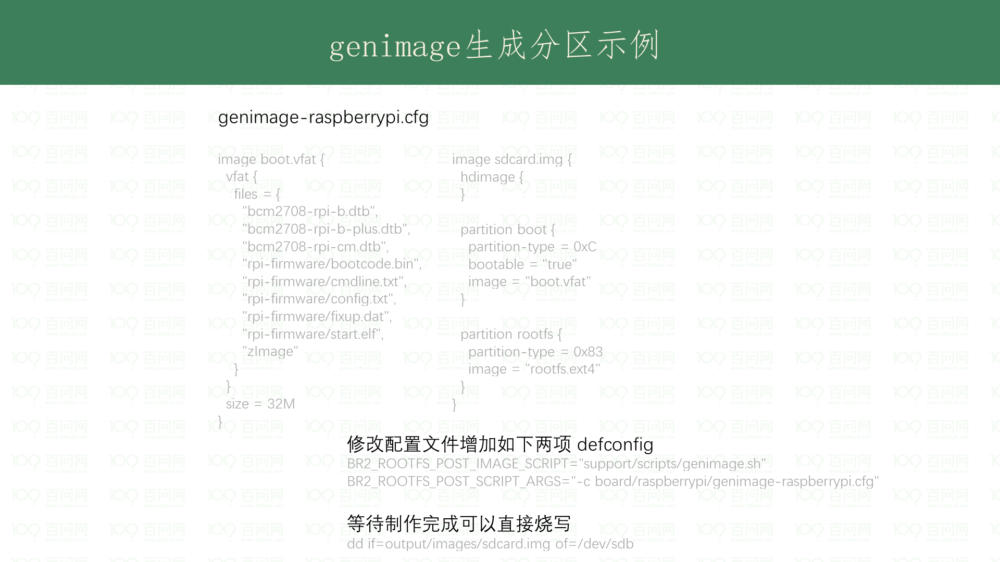 genimage生成分区示例
genimage-raspberrypi.cfg
image boot.vfat {
vfat {
files = {
"bcm2708-rpi-b.dtb",
"bcm2708-rpi-b-plus.dtb",
"bcm2708-rpi-cm.dtb",
"rpi-firmware/bootcode.bin",
"rpi-firmware/cmdline.txt",
"rpi-firmware/config.txt",
"rpi-firmware/fixup.dat",
"rpi-firmware/start.elf",
"zImage"
}
}
size = 32M
}
image sdcard.img {
hdimage {
}
partition boot {
partition-type = 0xC
bootable = "true"
image = "boot.vfat"
}
partition rootfs {
partition-type = 0x83
image = "rootfs.ext4"
}
}
修改配置文件增加如下两项 defconfig
BR2_ROOTFS_POST_IMAGE_SCRIPT="support/scripts/genimage.sh"
BR2_ROOTFS_POST_SCRIPT_ARGS="-c board/raspberrypi/genimage-raspberrypi.cfg"
等待制作完成可以直接烧写
dd if=output/images/sdcard.img of=/dev/sdb
百问网
www.100ask.net